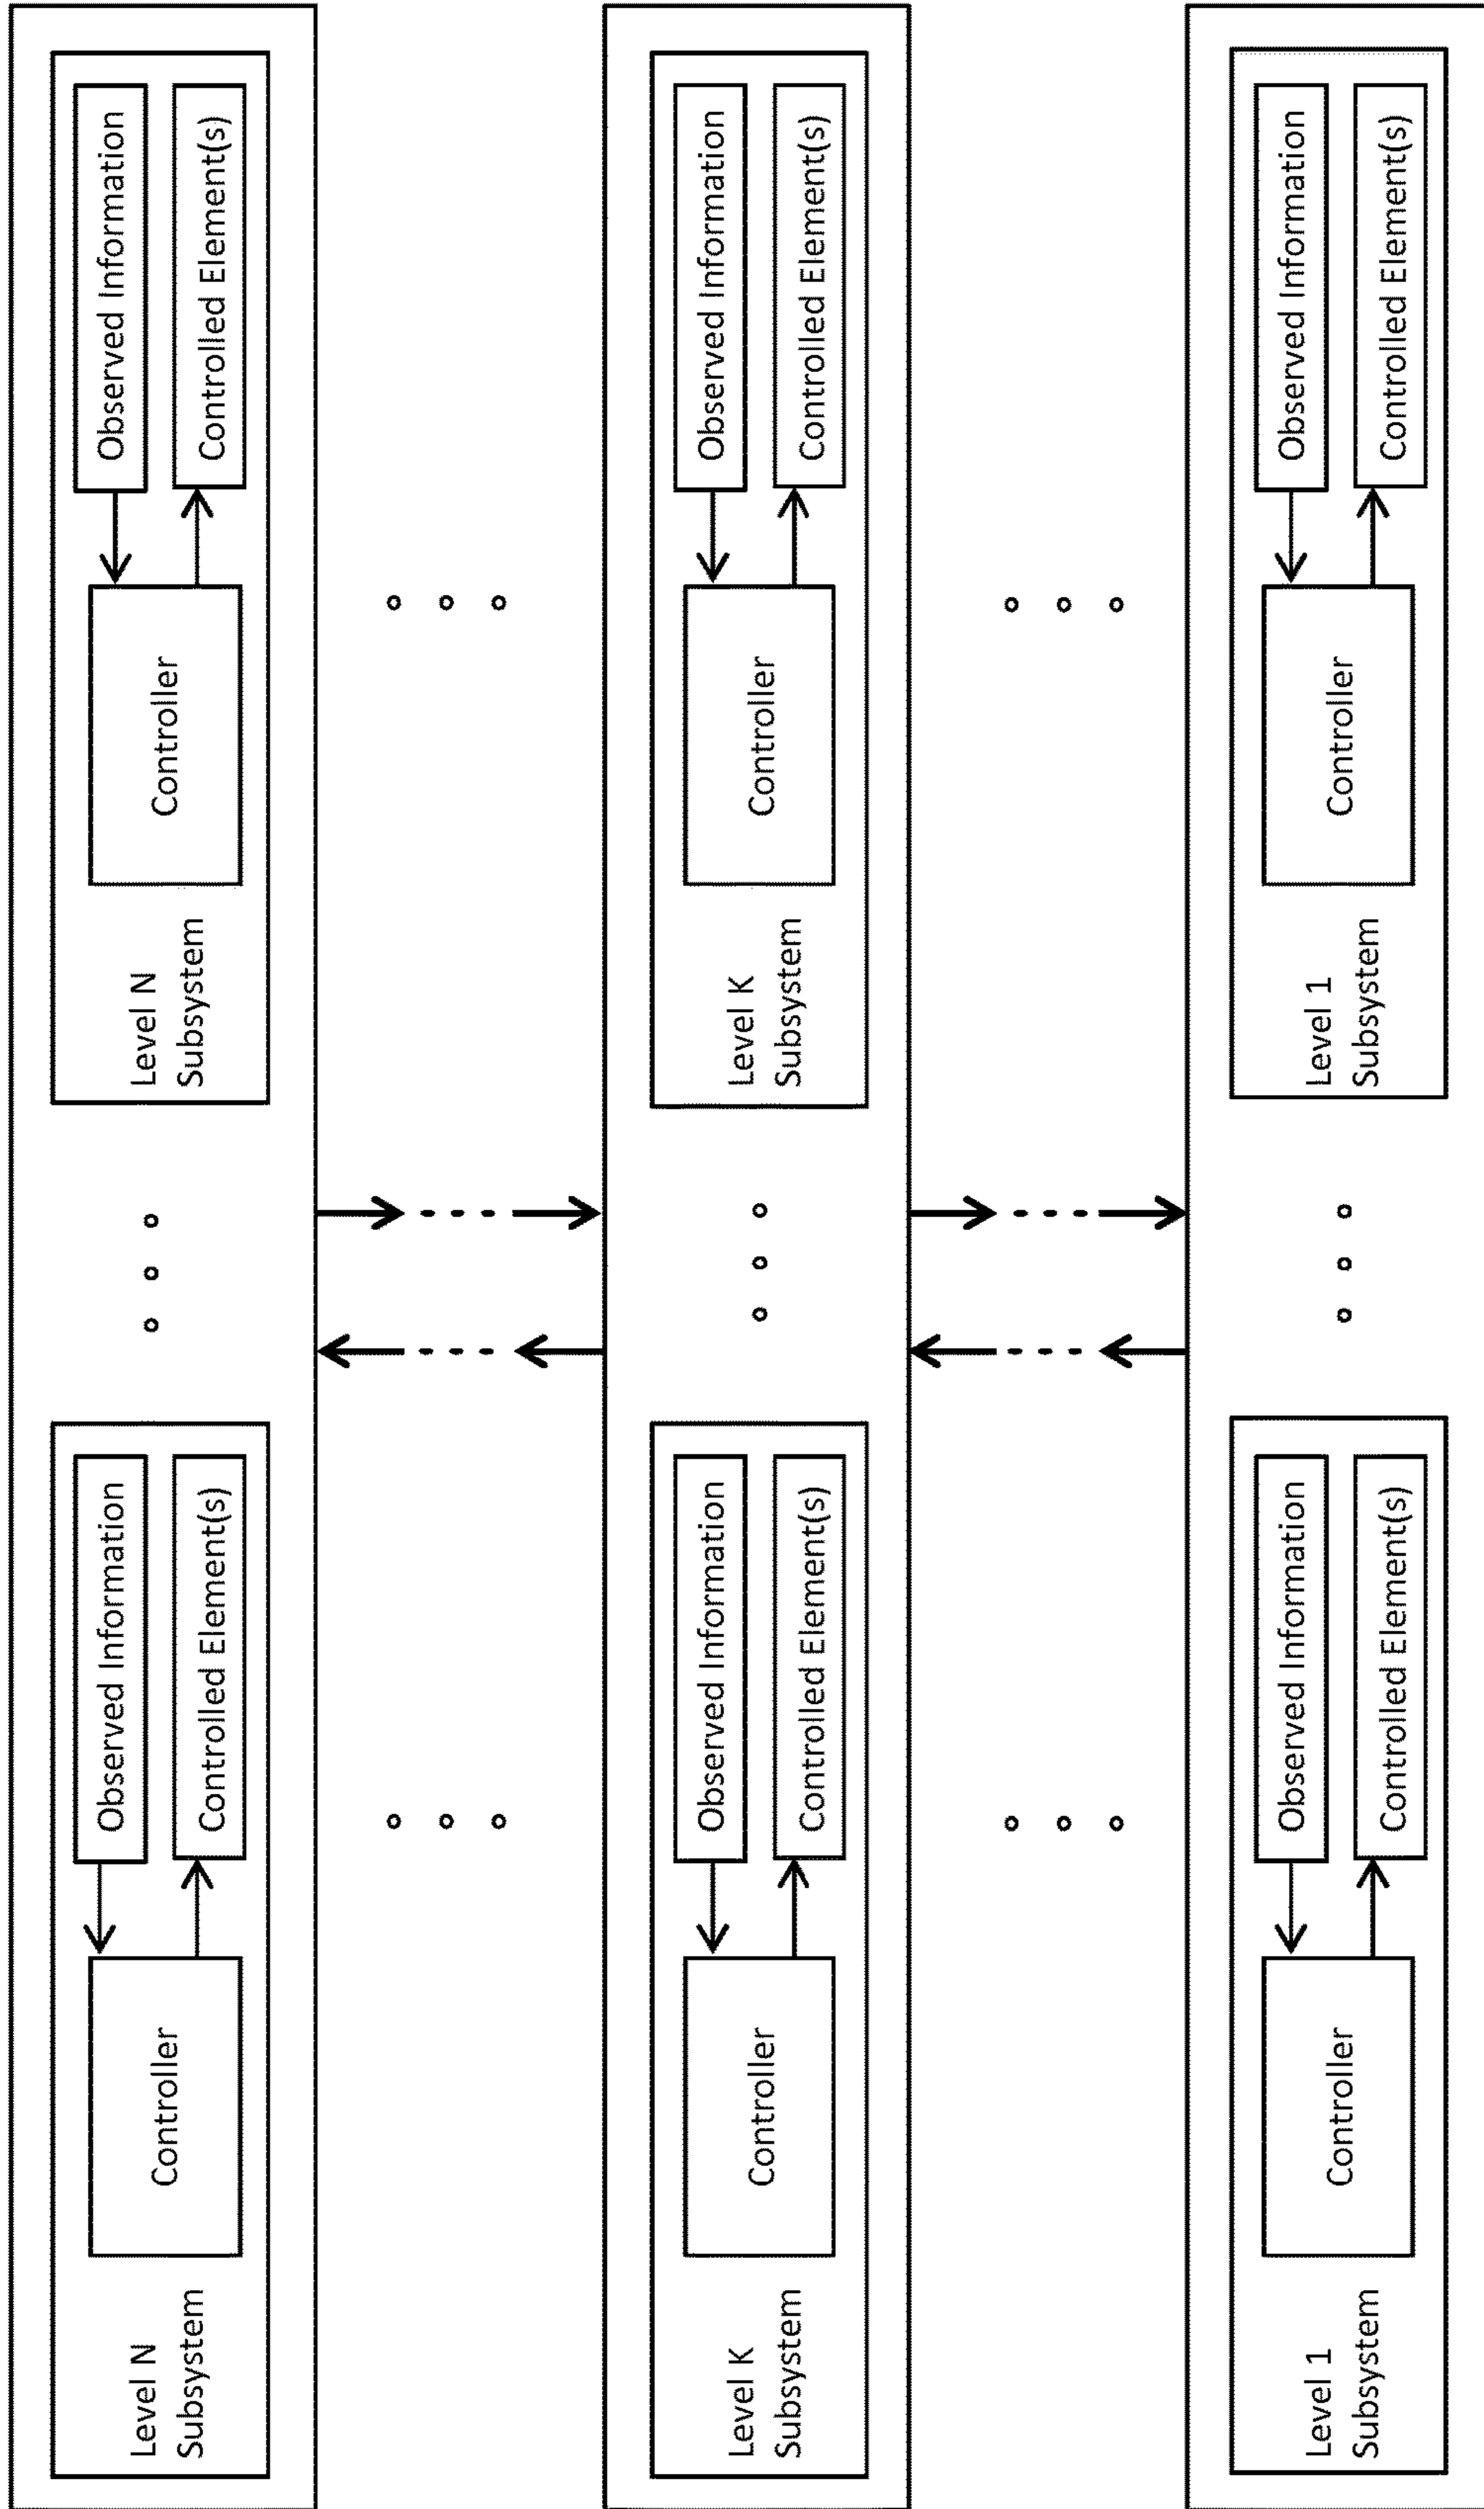 Level N
Subsystem
Controller
Observed Information
Controlled Element(s)
Level N
Subsystem
Controller
Observed Information
Controlled Element(s)
Level K
Subsystem
Controller
Observed Information
Controlled Element(s)
Level K
Subsystem
Controller
Observed Information
Controlled Element(s)
Level 1
Subsystem
Controller
Observed Information
Controlled Element(s)
Level 1
Subsystem
Controller
Observed Information
Controlled Element(s)